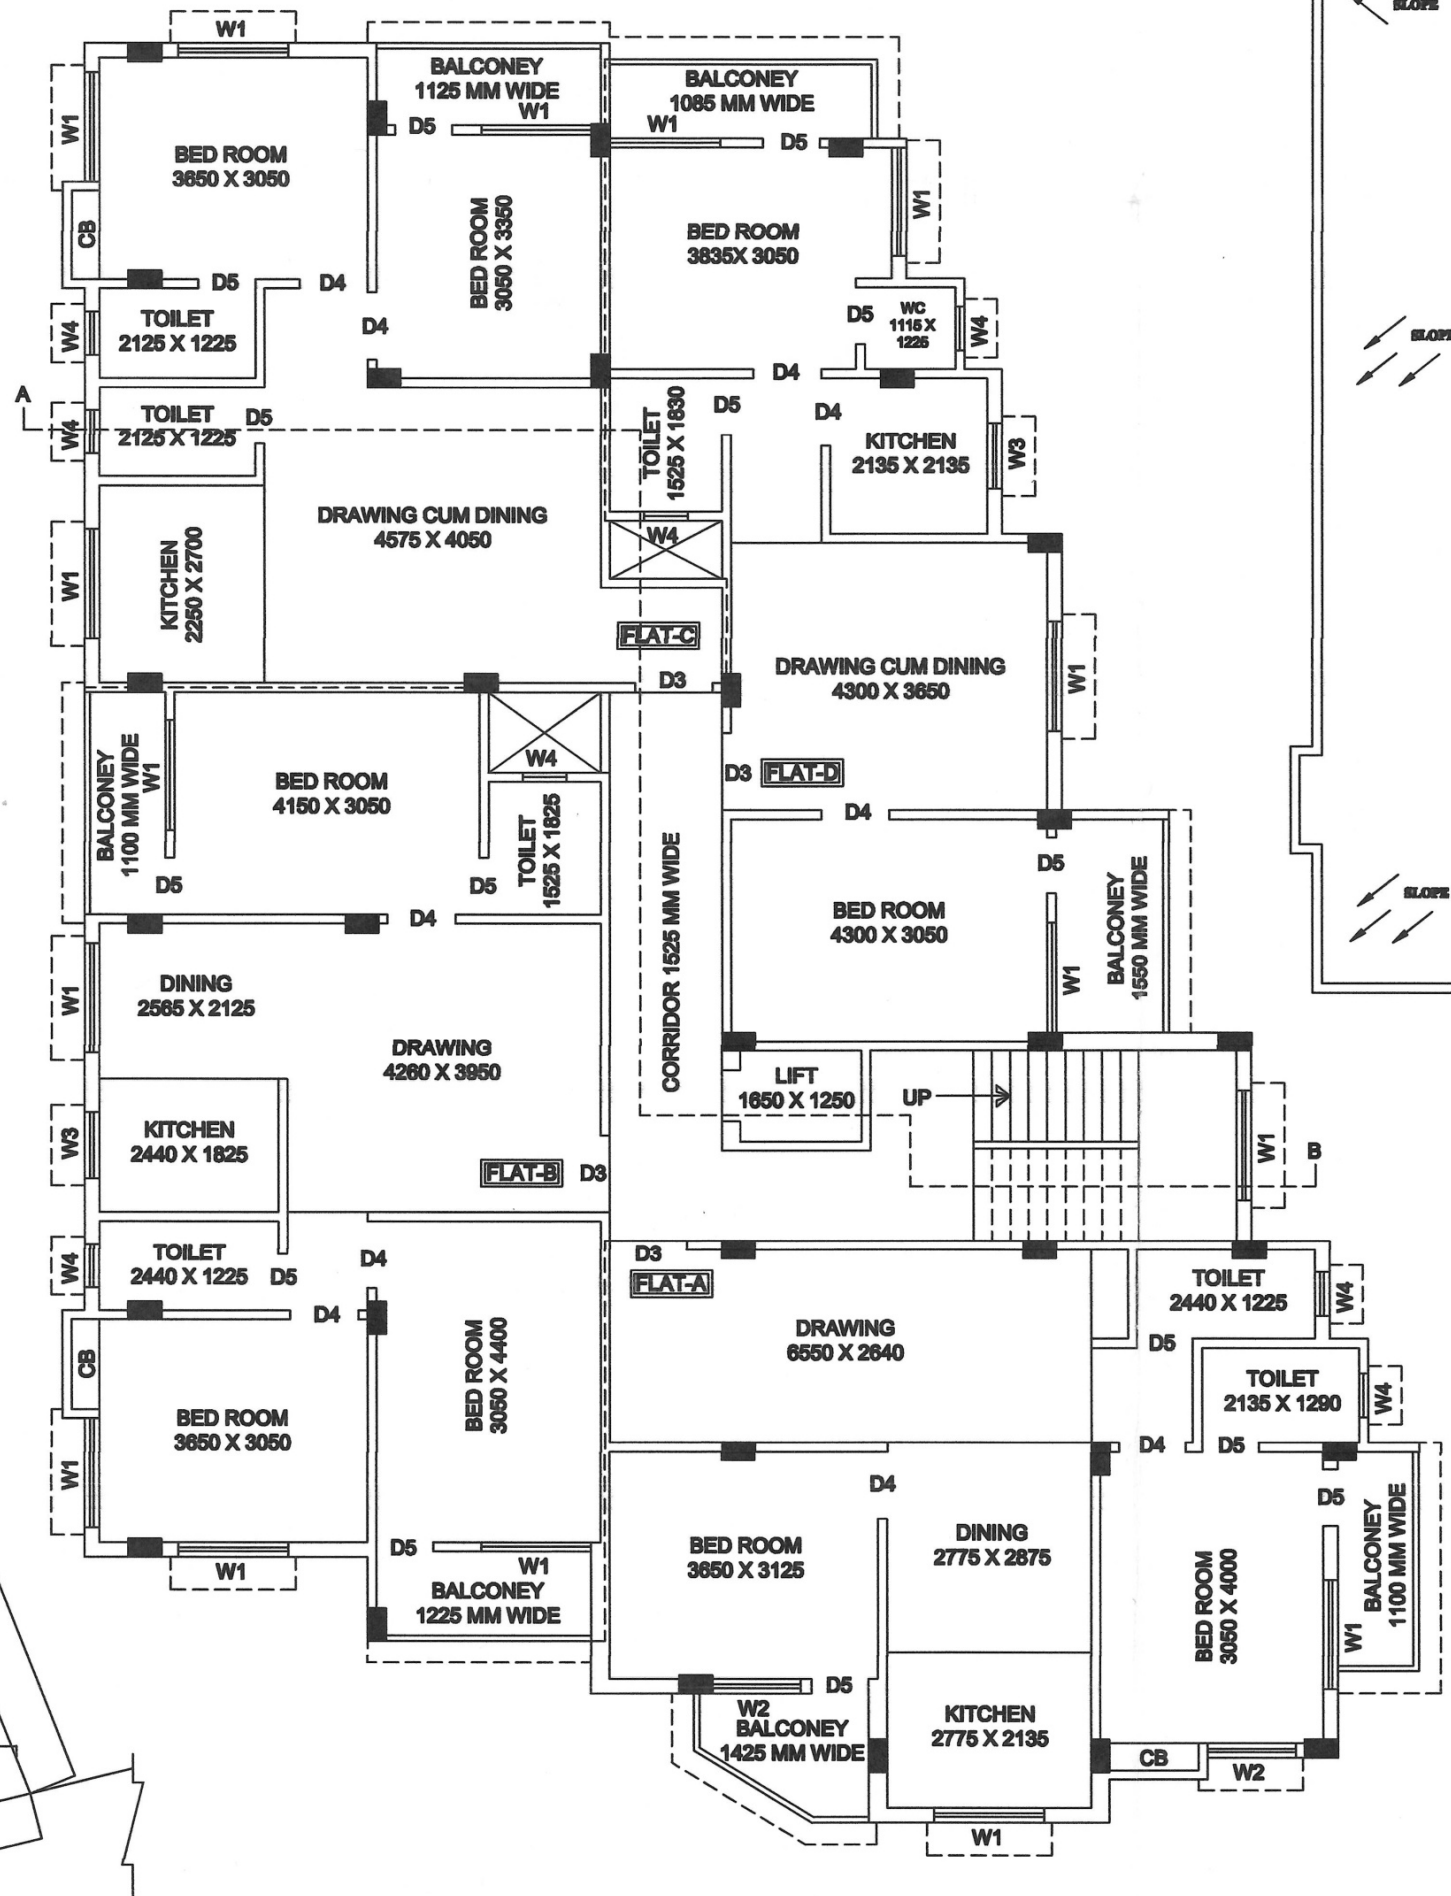 SLOPE
W1
BALCONEY
1125 MM WIDE
W1
D5
BALCONEY
1085 MM WIDE
W1
D5
W1
BED ROOM
3650 X 3050
CB
BED ROOM
3050 X 3350
BED ROOM
3835X 3050
W1
D5
D4
D4
TOILET
2125 X 1225
W4
D5
WC
1115 X
1225
W4
SLOPE
D4
A
TOILET
2125 X 1225
W4
D5
TOILET
1525 X 1830
D5
D4
KITCHEN
2135 X 2135
W3
DRAWING CUM DINING
4575 X 4050
W4
KITCHEN
2250 X 2700
W1
FLAT-C
D3
DRAWING CUM DINING
4300 X 3650
W1
BALCONEY
1100 MM WIDE
W1
D5
BED ROOM
4150 X 3050
W4
TOILET
1525 X 1825
D5
D3
FLAT-D
D4
D4
CORRIDOR 1525 MM WIDE
BED ROOM
4300 X 3050
D5
W1
BALCONEY
1550 MM WIDE
SLOPE
W1
DINING
2565 X 2125
DRAWING
4260 X 3950
LIFT
1650 X 1250
UP
W3
KITCHEN
2440 X 1825
FLAT-B
D3
W1
B
W4
TOILET
2440 X 1225
D5
D4
D4
D3
FLAT-A
TOILET
2440 X 1225
W4
D5
DRAWING
6550 X 2640
CB
BED ROOM
3650 X 3050
W1
BED ROOM
3050 X 4400
TOILET
2135 X 1290
W4
D4
D5
D4
D5
W1
D5
W1
BALCONEY
1225 MM WIDE
BED ROOM
3650 X 3125
DINING
2775 X 2875
BED ROOM
3050 X 4000
W1
BALCONEY
1100 MM WIDE
D5
W2
BALCONEY
1425 MM WIDE
KITCHEN
2775 X 2135
CB
W2
W1